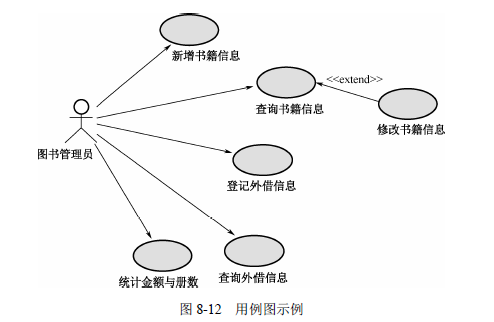 新增书籍信息
<<extend>>
查询书籍信息
修改书籍信息
图书管理员
登记外借信息
统计金额与册数
查询外借信息
图 8-12 用例图示例